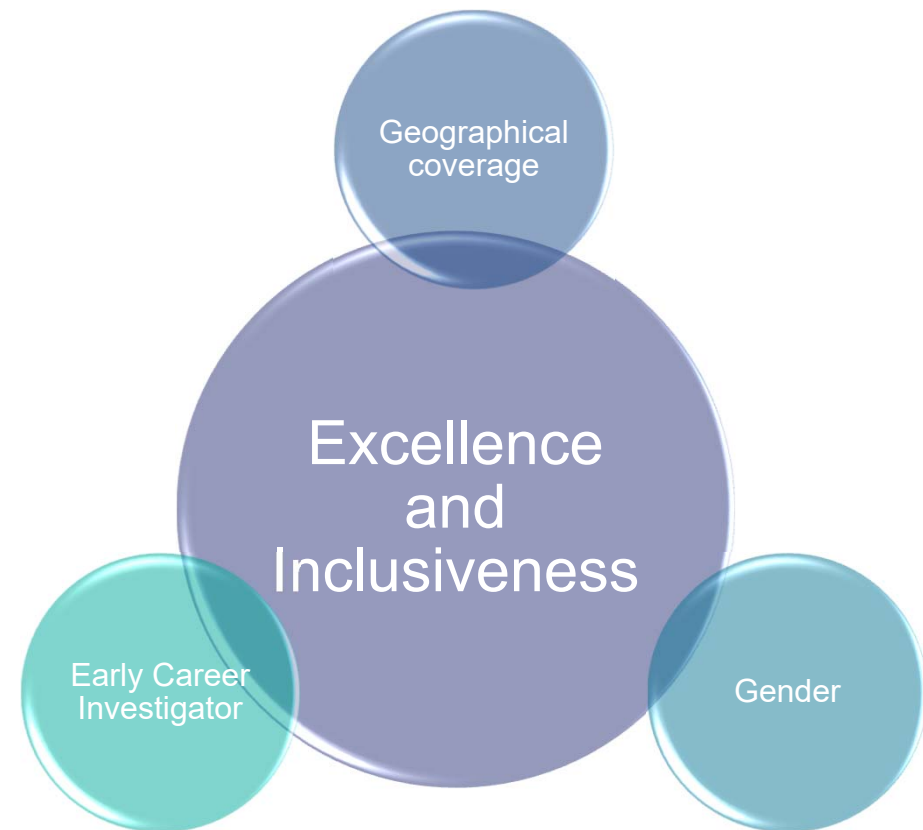 Geographical
coverage
Excellence
and
Inclusiveness
Early Career
Investigator
Gender